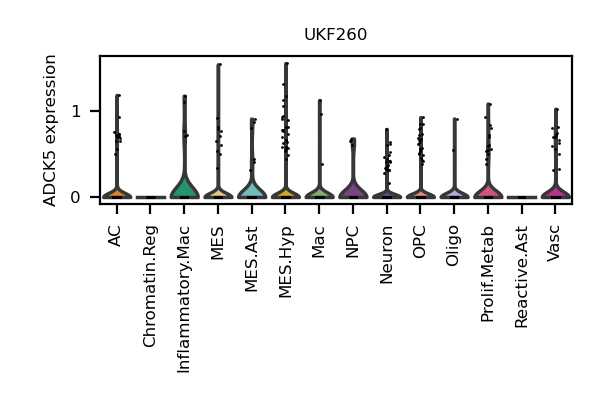 UKF260
ADCK5 expression
1
0
AC
Chromatin.Reg
Inflammatory.Mac
MES
MES.Ast
MES.Hyp
Mac
NPC
Neuron
OPC
Oligo
Prolif.Metab
Reactive.Ast
Vasc